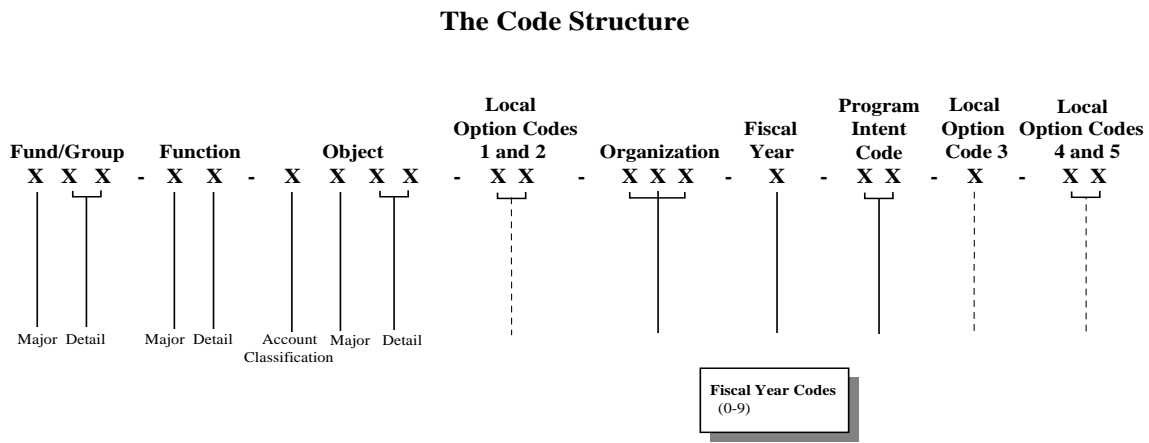 The Code Structure
Local
Option Codes
1 and 2
Program
Intent
Code
Local
Option
Code 3
Local
Option Codes
4 and 5
Fiscal
Year
Fund/Group
Function
Object
Organization
X X X - X X - X X X X - X X - X X X - X - X X - X - X X
Major Detail Major Detail Account Major Detail
Classification
Fiscal Year Codes
(0-9)